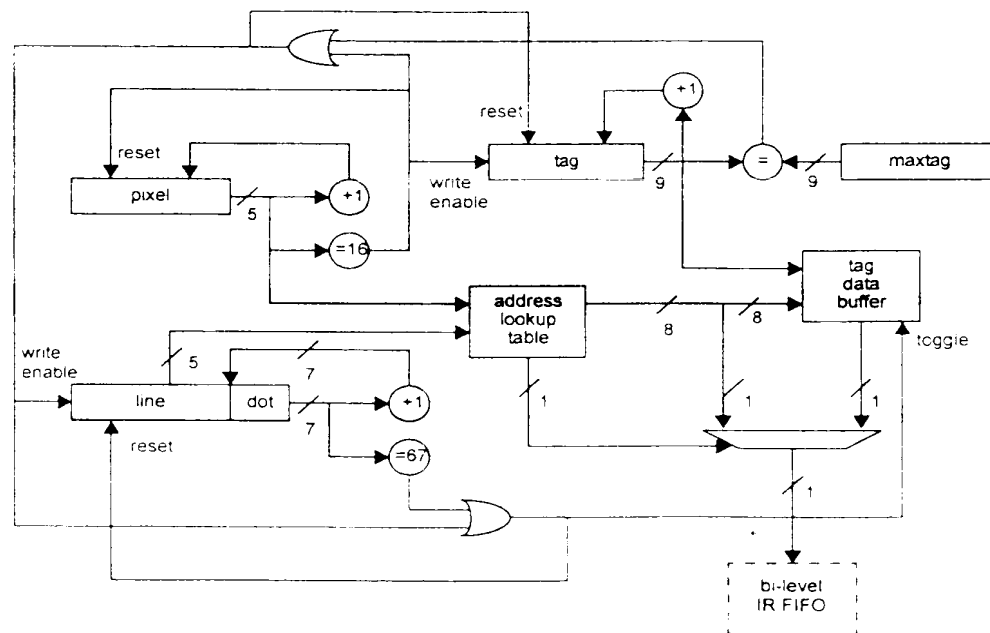 reset
+1
reset
tag
9
=
9
maxtag
write
enable
pixel
5
+1
=16
tag
data
buffer
address
lookup
table
8
8
toggle
write
enable
5
7
line
dot
7
+1
1
1
1
reset
=67
1
bi-level
IR FIFO